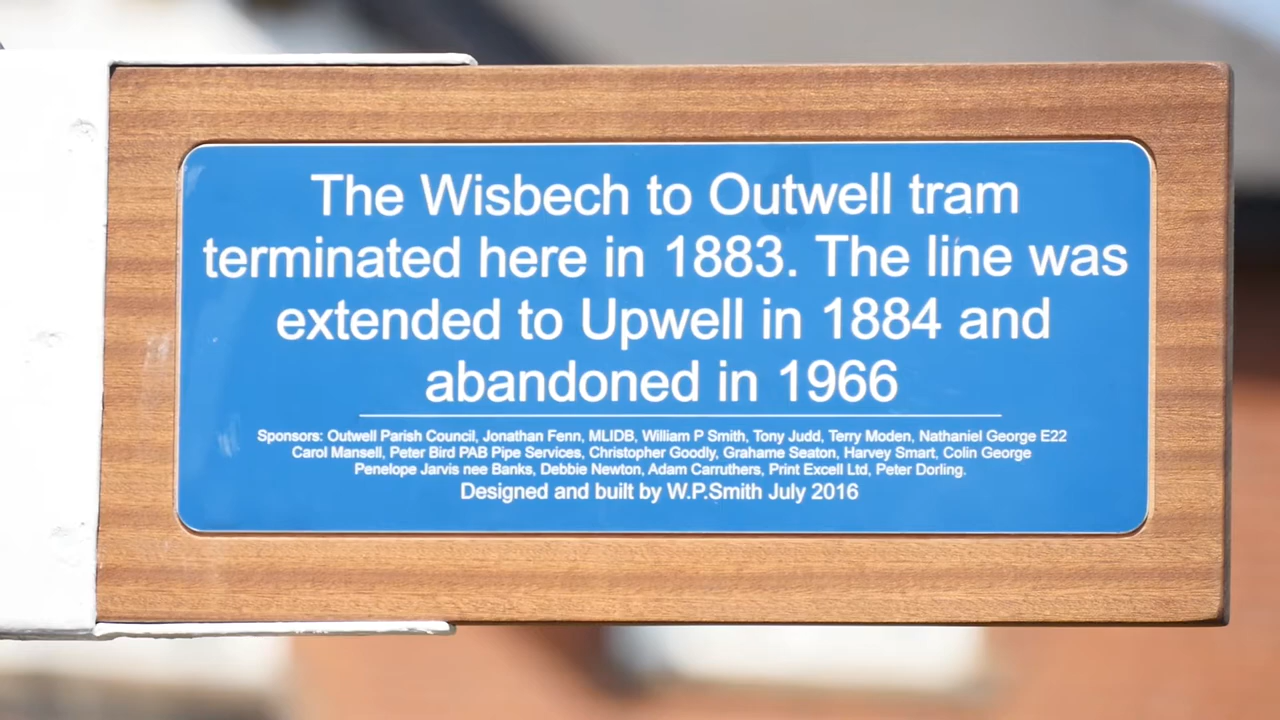 The Wisbech to Outwell tram
terminated here in 1883. The line was
extended to Upwell in 1884 and
abandoned in 1966
Sponsors: Outwell Parish Council, Jonathan Fenn, MLIDB, William P Smith, Tony Judd, Terry Moden, Nathaniel George E22
Carol Mansell, Peter Bird PAB Pipe Services, Christopher Goodly, Grahame Seaton, Harvey Smart, Colin George
Penelope Jarvis nee Banks, Debbie Newton, Adam Carruthers, Print Excell Ltd, Peter Dorling.
Designed and built by W.P.Smith July 2016